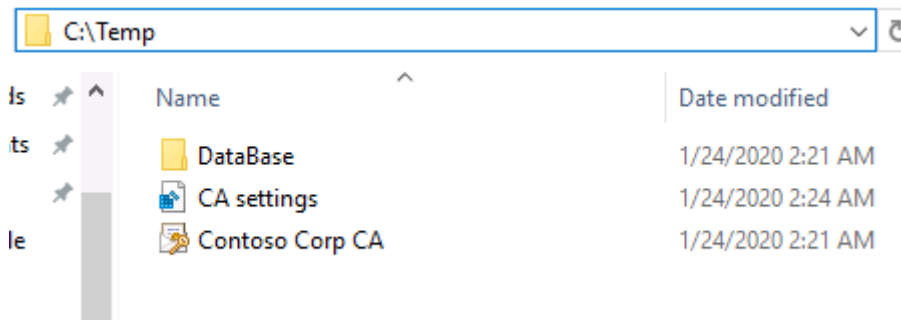 C:\Temp
ds
Name
Date modified
ts
DataBase
1/24/2020 2:21 AM
CA settings
1/24/2020 2:24 AM
le
Contoso Corp CA
1/24/2020 2:21 AM